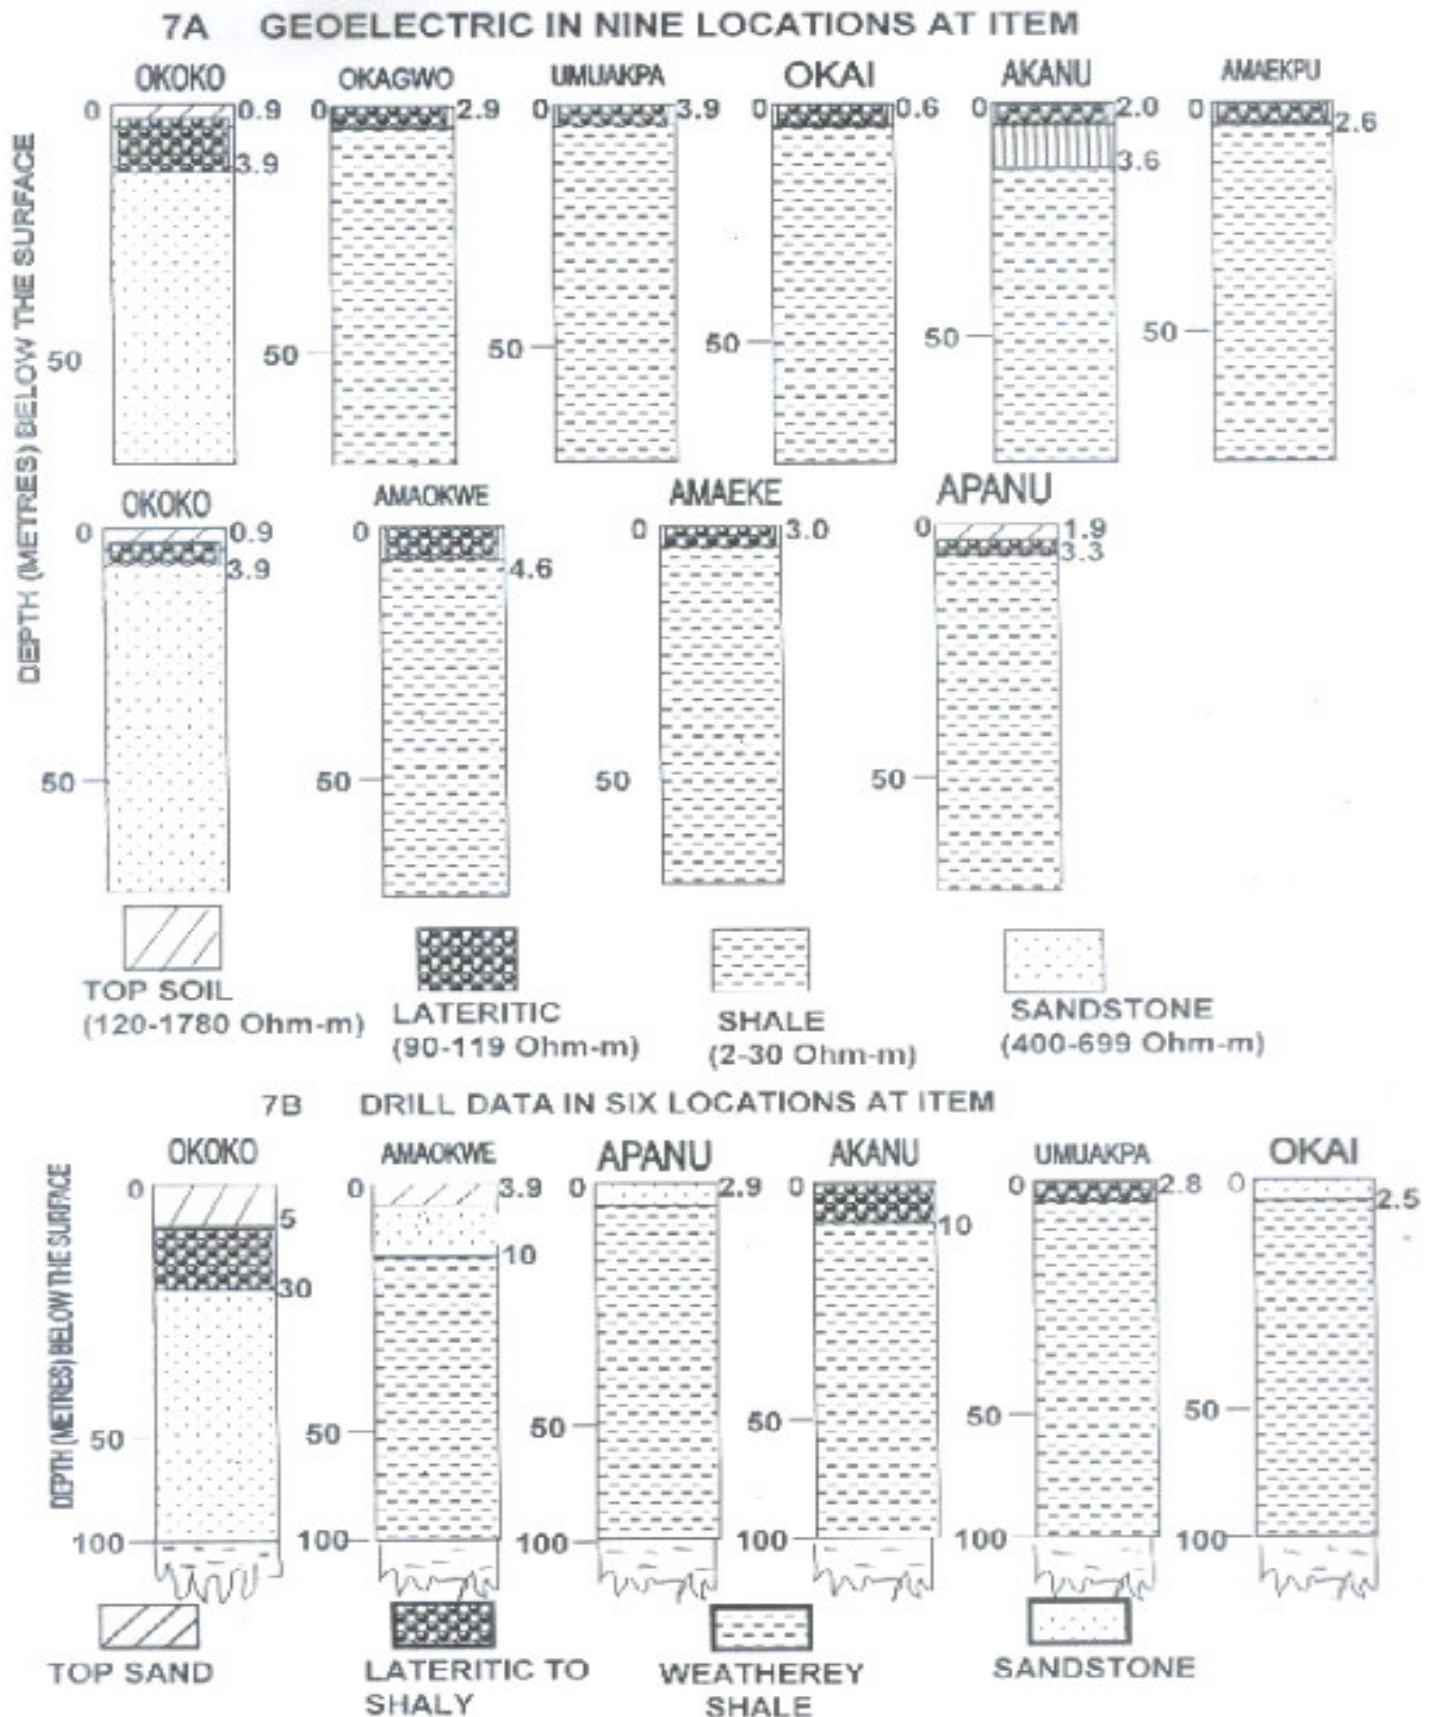 7A GEOELECTRIC IN NINE LOCATIONS AT ITEM
OKOKO OKAGWO UMUAKPA OKAI AKANU AMAEKPU
0 0.9 0 2.9 0 3.9 0 0.6 0 2.0 0 2.6
3.9 3.6
50 50 50 50 50 50
DEPTH (METRES) BELOW THE SURFACE
OKOKO AMAOKWE AMAEKE APANU
0 0.9 0 0 3.0 0 1.9
3.9 4.6 3.3
50 50 50 50
TOP SOIL
(120-1780 Ohm-m)
LATERITIC
(90-119 Ohm-m)
SHALE
(2-30 Ohm-m)
SANDSTONE
(400-699 Ohm-m)
7B DRILL DATA IN SIX LOCATIONS AT ITEM
OKOKO AMAOKWE APANU AKANU UMUAKPA OKAI
0 0 3.9 0 2.9 0 0 2.8 0
5 10 10 2.5
30
50 50 50 50 50 50
100 100 100 100 100 100
DEPTH (METRES) BELOW THE SURFACE
TOP SAND
LATERITIC TO
SHALY
WEATHEREY
SHALE
SANDSTONE